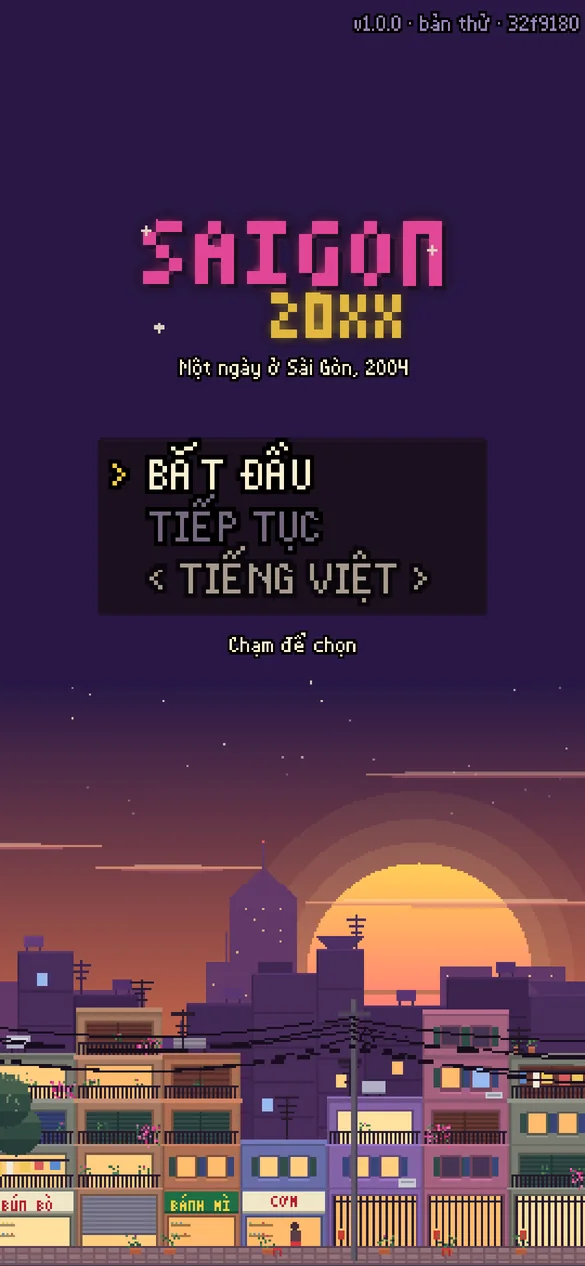 v1.0.0 · bản thử · 32f9180
SAIGON
20XX
Một ngày ở Sài Gòn, 2004
> BẮT ĐẦU
TIẾP TỤC
< TIẾNG VIỆT >
Chạm để chọn
BÚN BÒ
BÁNH MÌ
CƠM